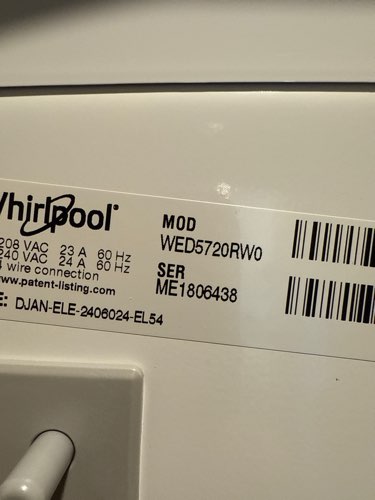 Whirlpool
208 VAC 23 A 60 Hz
240 VAC 24 A 60 Hz
wire connection
www.patent-listing.com
E: DJAN-ELE-2406024-EL54
MOD
WED5720RW0
SER
ME1806438